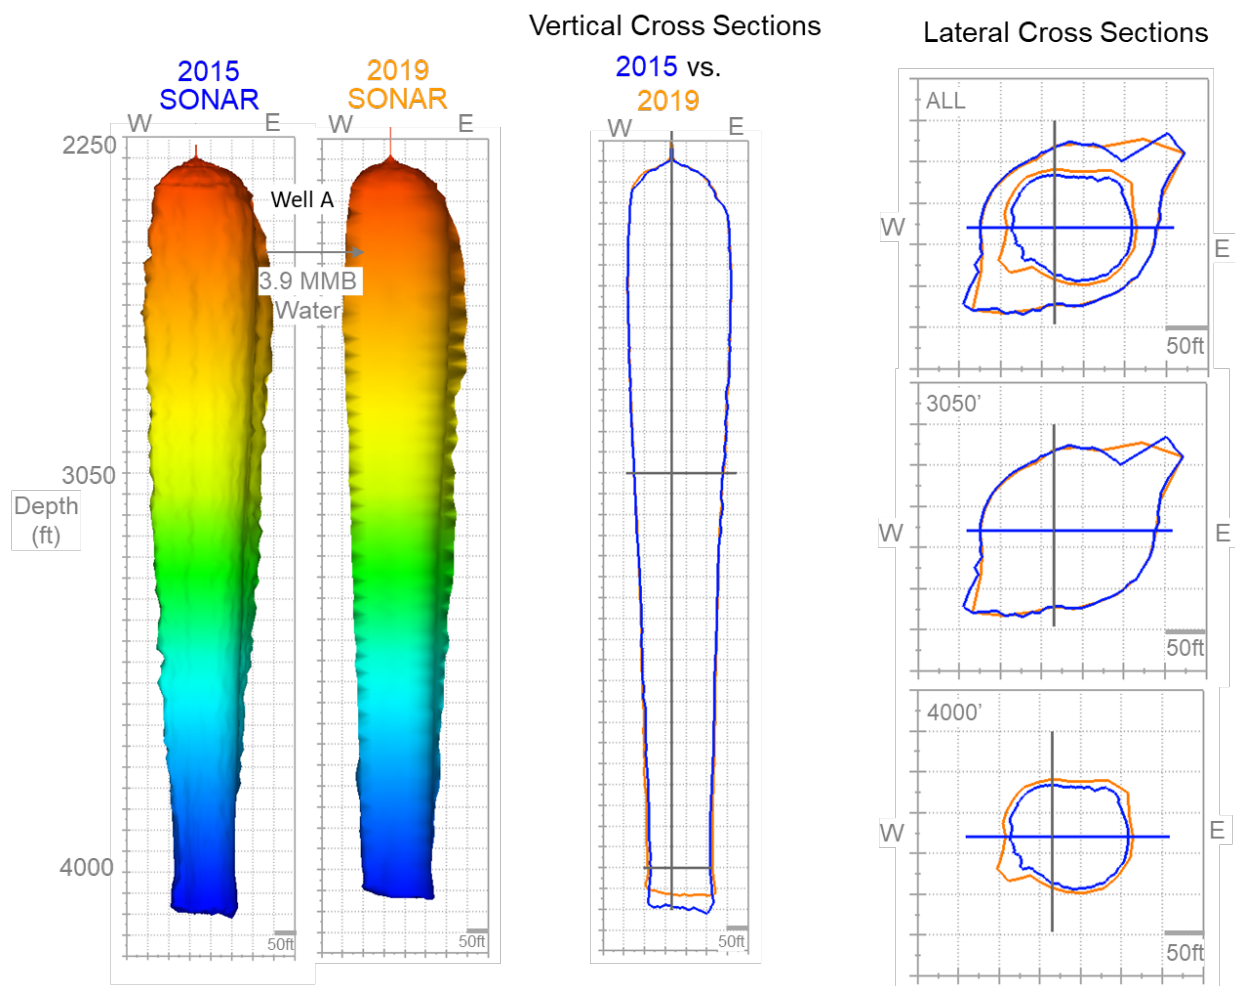 Vertical Cross Sections
Lateral Cross Sections
2015
SONAR
2019
SONAR
2015 vs.
2019
W E
W E
W E
2250
3050
4000
Depth
(ft)
Well A
3.9 MMB
Water
50ft
50ft
50ft
ALL
W
E
50ft
3050'
W
E
50ft
4000'
W
E
50ft